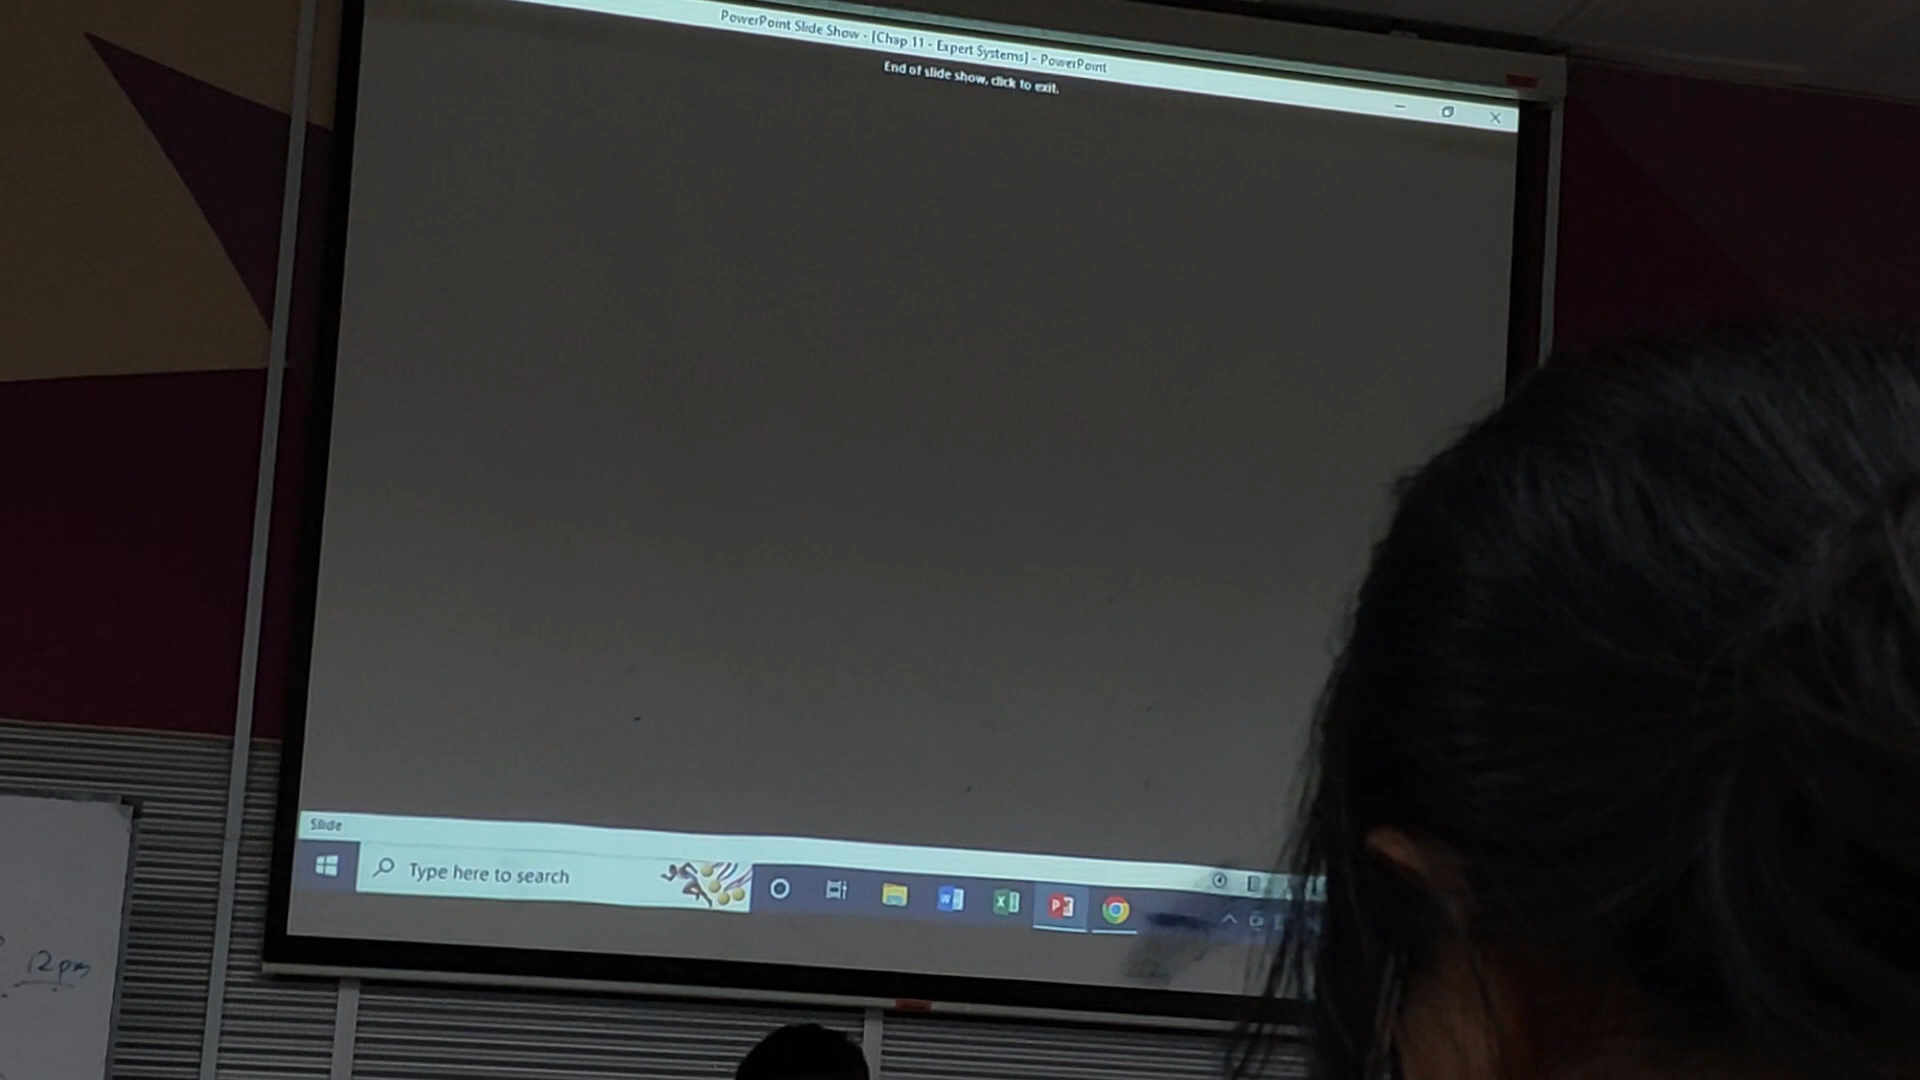 PowerPoint Slide Show - [Chap 11 - Expert Systems] - PowerPoint
End of slide show, click to exit.
Slide
Type here to search
12pm